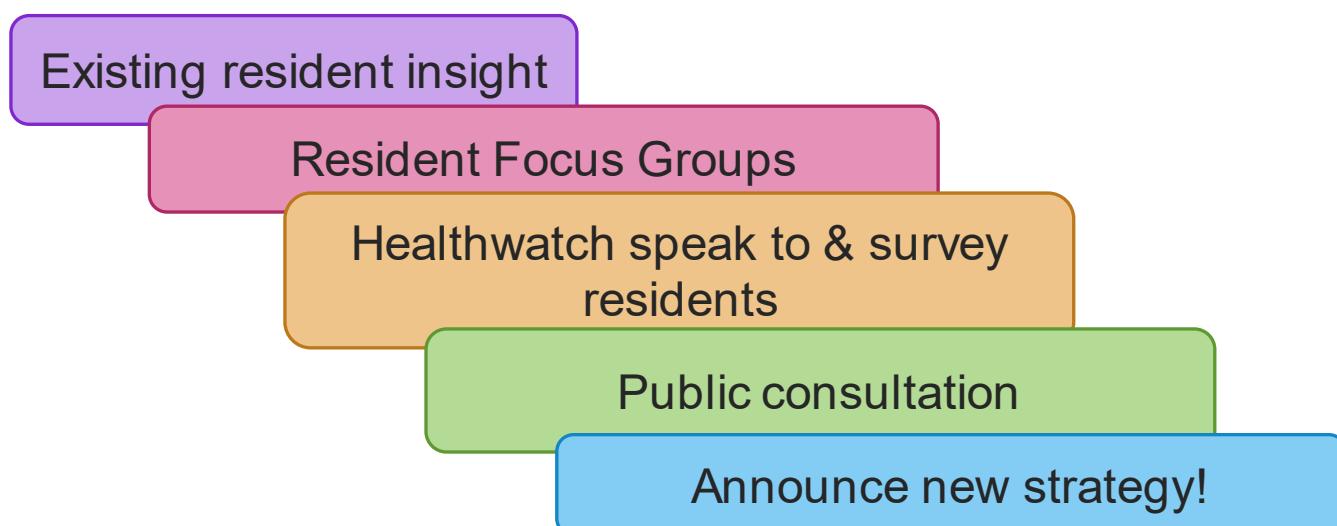 Existing resident insight
Resident Focus Groups
Healthwatch speak to & survey
residents
Public consultation
Announce new strategy!